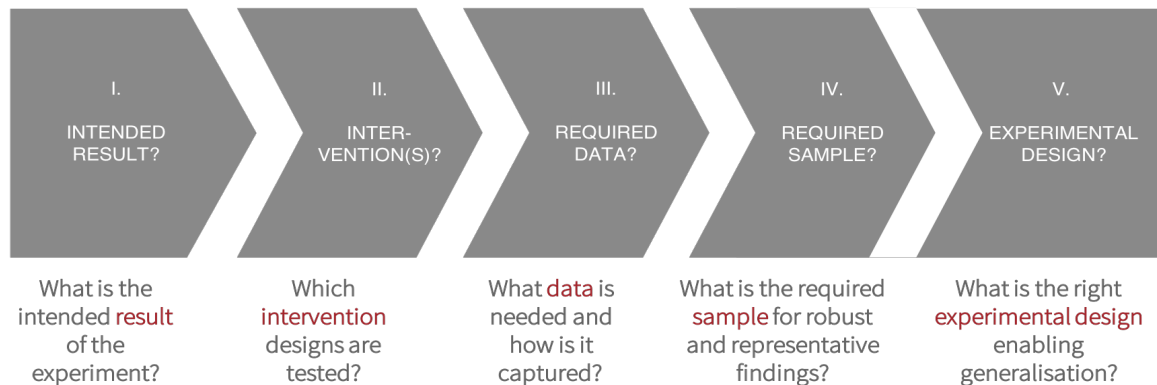 I.
INTENDED
RESULT?
II.
INTER-
VENTION(S)?
III.
REQUIRED
DATA?
IV.
REQUIRED
SAMPLE?
V.
EXPERIMENTAL
DESIGN?
What is the
intended result
of the
experiment?
Which
intervention
designs are
tested?
What data is
needed and
how is it
captured?
What is the required
sample for robust
and representative
findings?
What is the right
experimental design
enabling
generalisation?